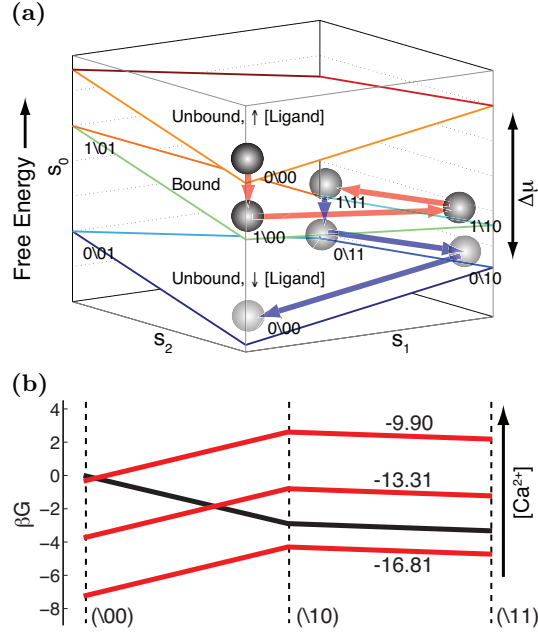 (a)
Unbound, ↑ [Ligand]
Free Energy
s0
1\01
0\00
Bound
1\11
Δμ
1\00
0\11
1\10
0\01
Unbound, ↓ [Ligand]
0\10
0\00
s2
s1
(b)
4
2
0
-2
-4
-6
-8
βG
-9.90
-13.31
-16.81
[Ca2+]
(\00)
(\10)
(\11)